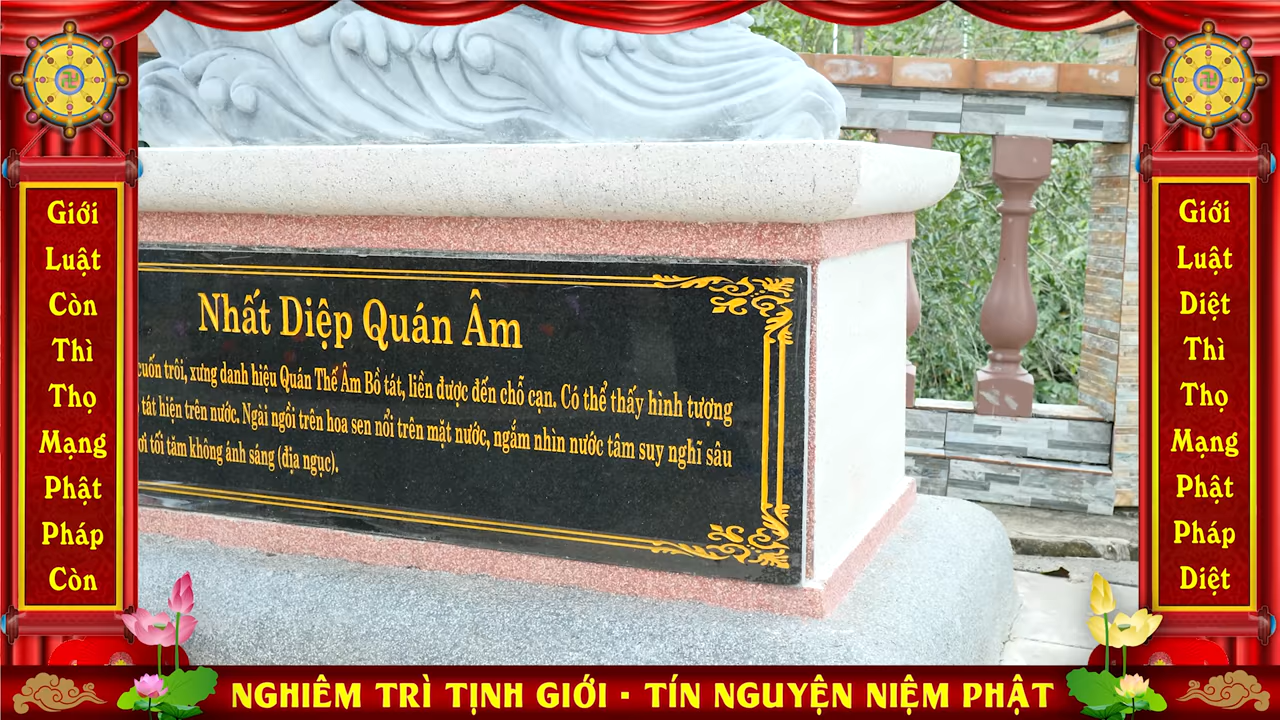 Giới
Luật
Còn
Thì
Thọ
Mạng
Phật
Pháp
Còn
Nhất Diệp Quán Âm
cuốn trôi, xưng danh hiệu Quán Thế Âm Bồ tát, liền được đến chỗ cạn. Có thể thấy hình tượng
tát hiện trên nước. Ngài ngồi trên hoa sen nổi trên mặt nước, ngắm nhìn nước tâm suy nghĩ sâu
tối tăm không ánh sáng (địa ngục).
Giới
Luật
Diệt
Thì
Thọ
Mạng
Phật
Pháp
Diệt
NGHIÊM TRÌ TỊNH GIỚI - TÍN NGUYỆN NIỆM PHẬT